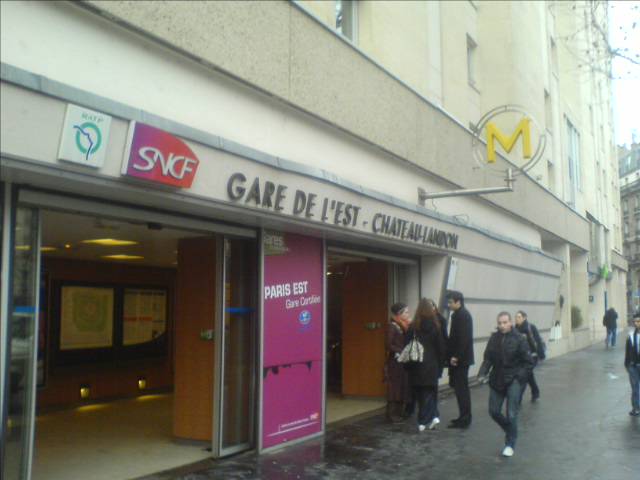 RATP
SNCF
GARE DE L'EST - CHATEAU-LANDON
M
PARIS EST
Gare Certifiée